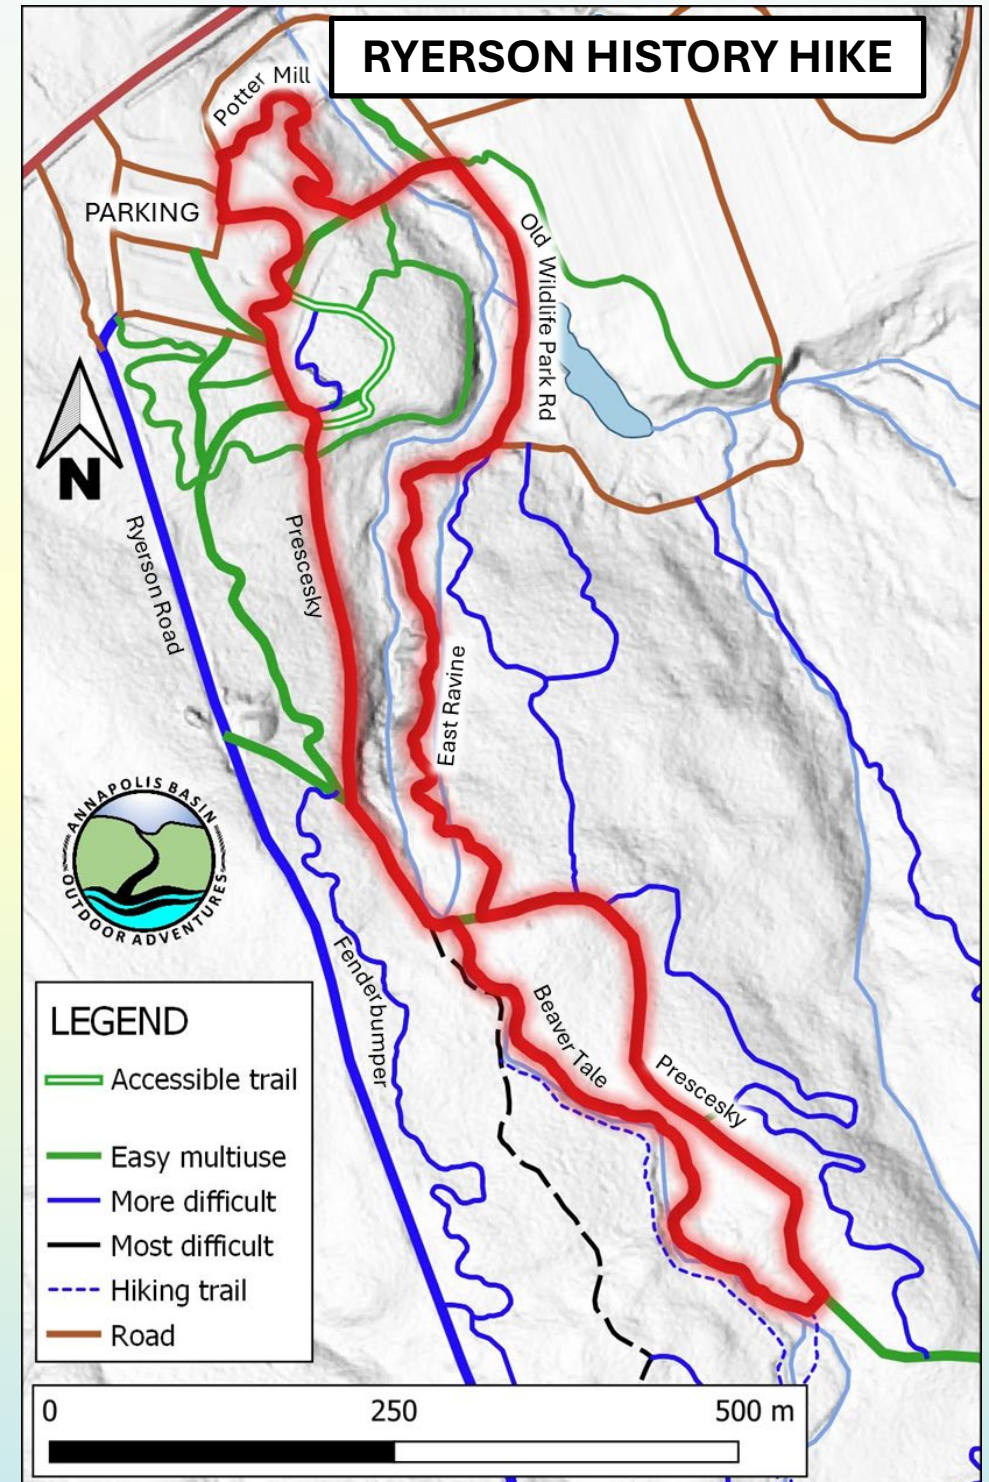 RYERSON HISTORY HIKE
Potter Mill
PARKING
Old Wildlife Park Rd
N
Ryerson Road
Prescesky
East Ravine
ANNAPOLIS BASIN
OUTDOOR ADVENTURES
Fenderbumper
Beaver Tale
Prescesky
LEGEND
Accessible trail
Easy multiuse
More difficult
Most difficult
Hiking trail
Road
0 250 500 m